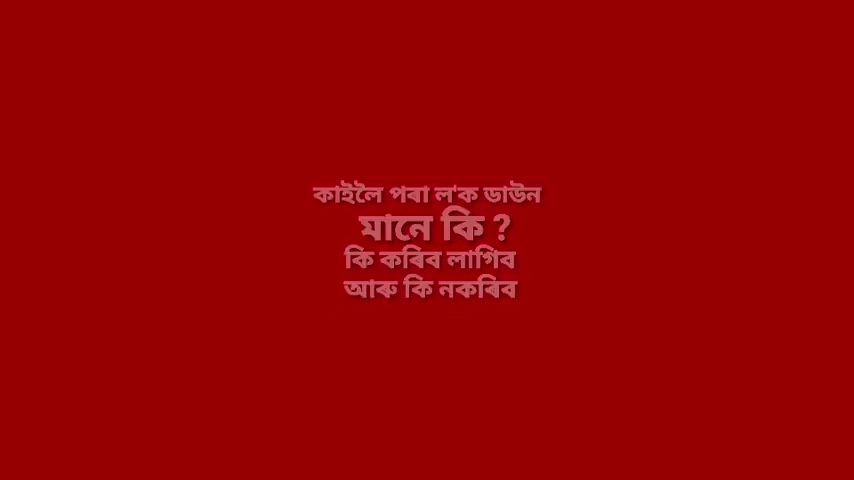 কাইলৈ পৰা ল'ক ডাউন
মানে কি ?
কি কৰিব লাগিব
আৰু কি নকৰিব